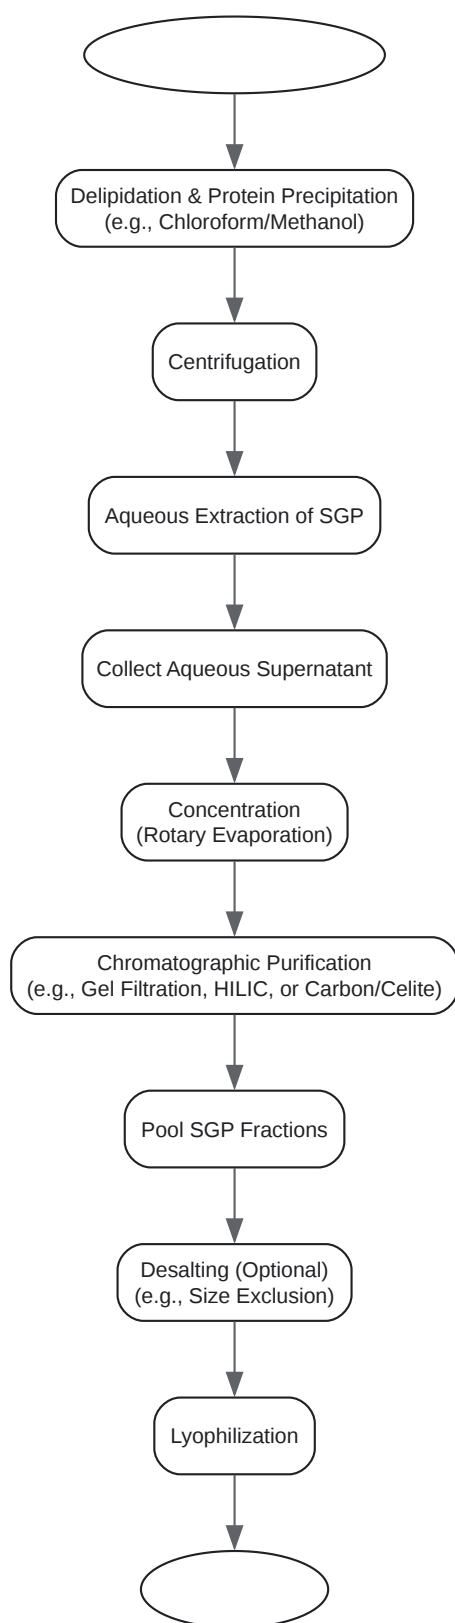 Delipidation & Protein Precipitation
(e.g., Chloroform/Methanol)
Centrifugation
Aqueous Extraction of SGP
Collect Aqueous Supernatant
Concentration
(Rotary Evaporation)
Chromatographic Purification
(e.g., Gel Filtration, HILIC, or Carbon/Celite)
Pool SGP Fractions
Desalting (Optional)
(e.g., Size Exclusion)
Lyophilization